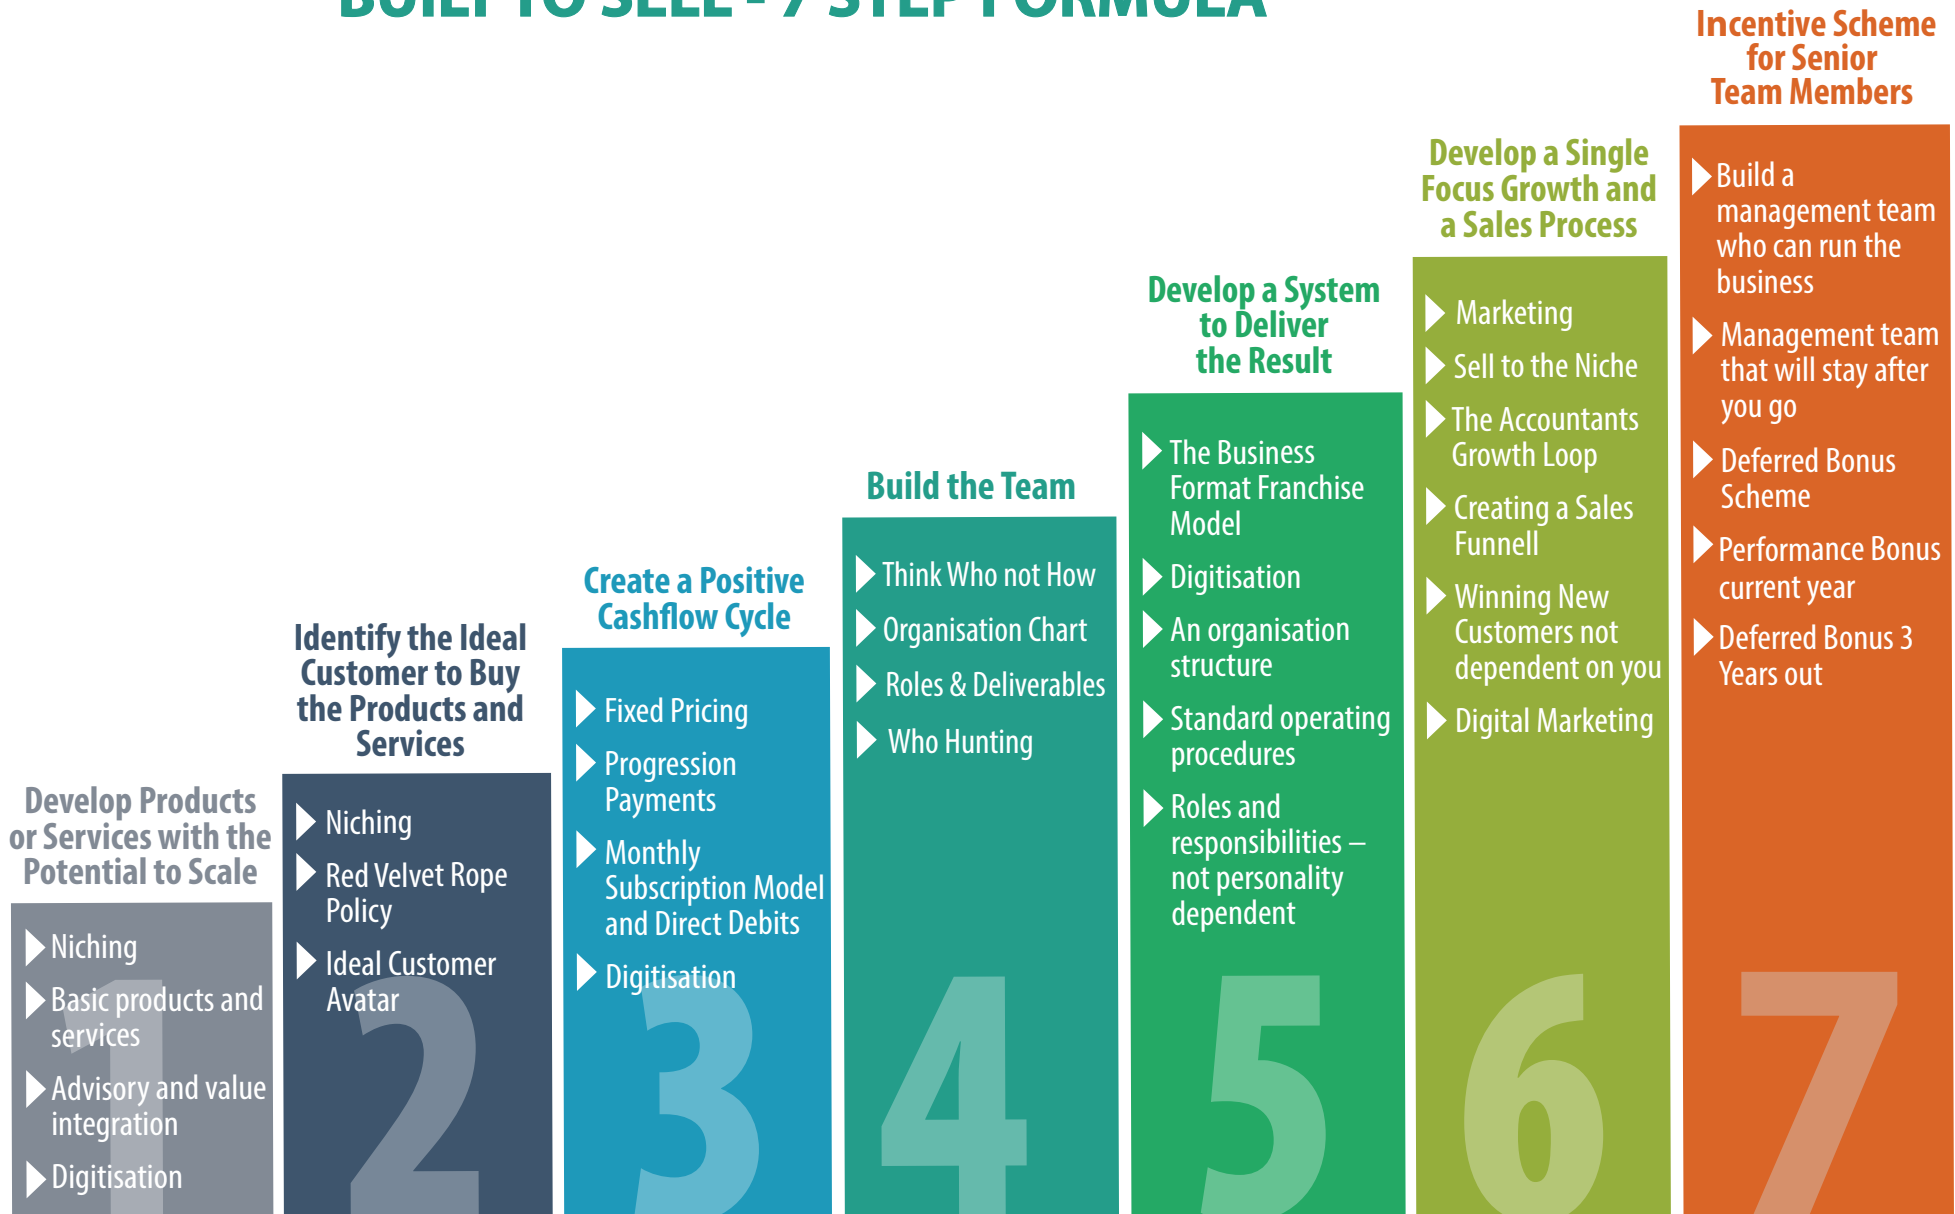 BUILT TO SELL - 7 STEP FORMULA
Develop Products
or Services with the
Potential to Scale
Niching
Basic products and
services
Advisory and value
integration
Digitisation
1
Identify the Ideal
Customer to Buy
the Products and
Services
Niching
Red Velvet Rope
Policy
Ideal Customer
Avatar
2
Create a Positive
Cashflow Cycle
Fixed Pricing
Progression
Payments
Monthly
Subscription Model
and Direct Debits
Digitisation
3
Build the Team
Think Who not How
Organisation Chart
Roles & Deliverables
Who Hunting
4
Develop a System
to Deliver
the Result
The Business
Format Franchise
Model
Digitisation
An organisation
structure
Standard operating
procedures
Roles and
responsibilities –
not personality
dependent
5
Develop a Single
Focus Growth and
a Sales Process
Marketing
Sell to the Niche
The Accountants
Growth Loop
Creating a Sales
Funnell
Winning New
Customers not
dependent on you
Digital Marketing
6
Incentive Scheme
for Senior
Team Members
Build a
management team
who can run the
business
Management team
that will stay after
you go
Deferred Bonus
Scheme
Performance Bonus
current year
Deferred Bonus 3
Years out
7